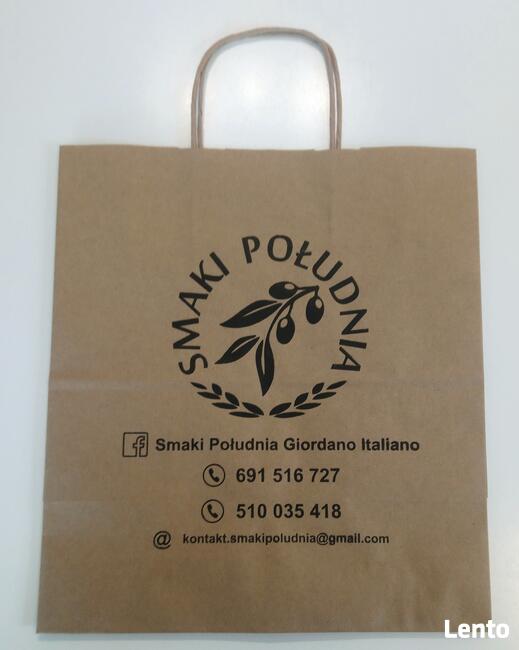 SMAKI POŁUDNIA
Smaki Południa Giordano Italiano
691 516 727
510 035 418
@ kontakt.smakipoludnia@gmail.com
Lento